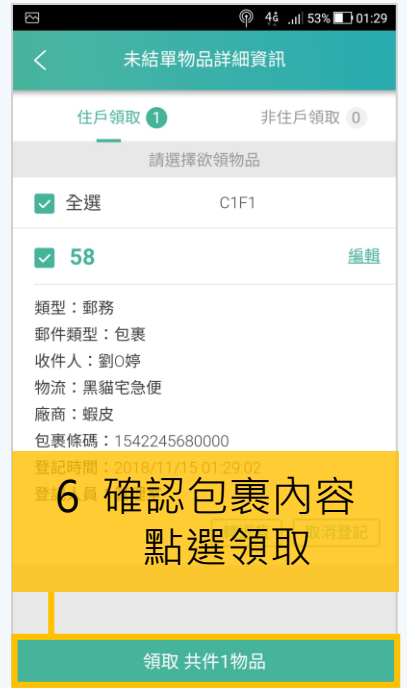 4G 53% 01:29
未結單物品詳細資訊
住戶領取 1 非住戶領取 0
請選擇欲領物品
全選 C1F1
58 編輯
類型：郵務
郵件類型：包裹
收件人：劉O婷
物流：黑貓宅急便
廠商：蝦皮
包裹條碼：1542245680000
登記時間：2018/11/15 01:29:02
6 確認包裹內容
點選領取
取消登記
領取 共件1物品